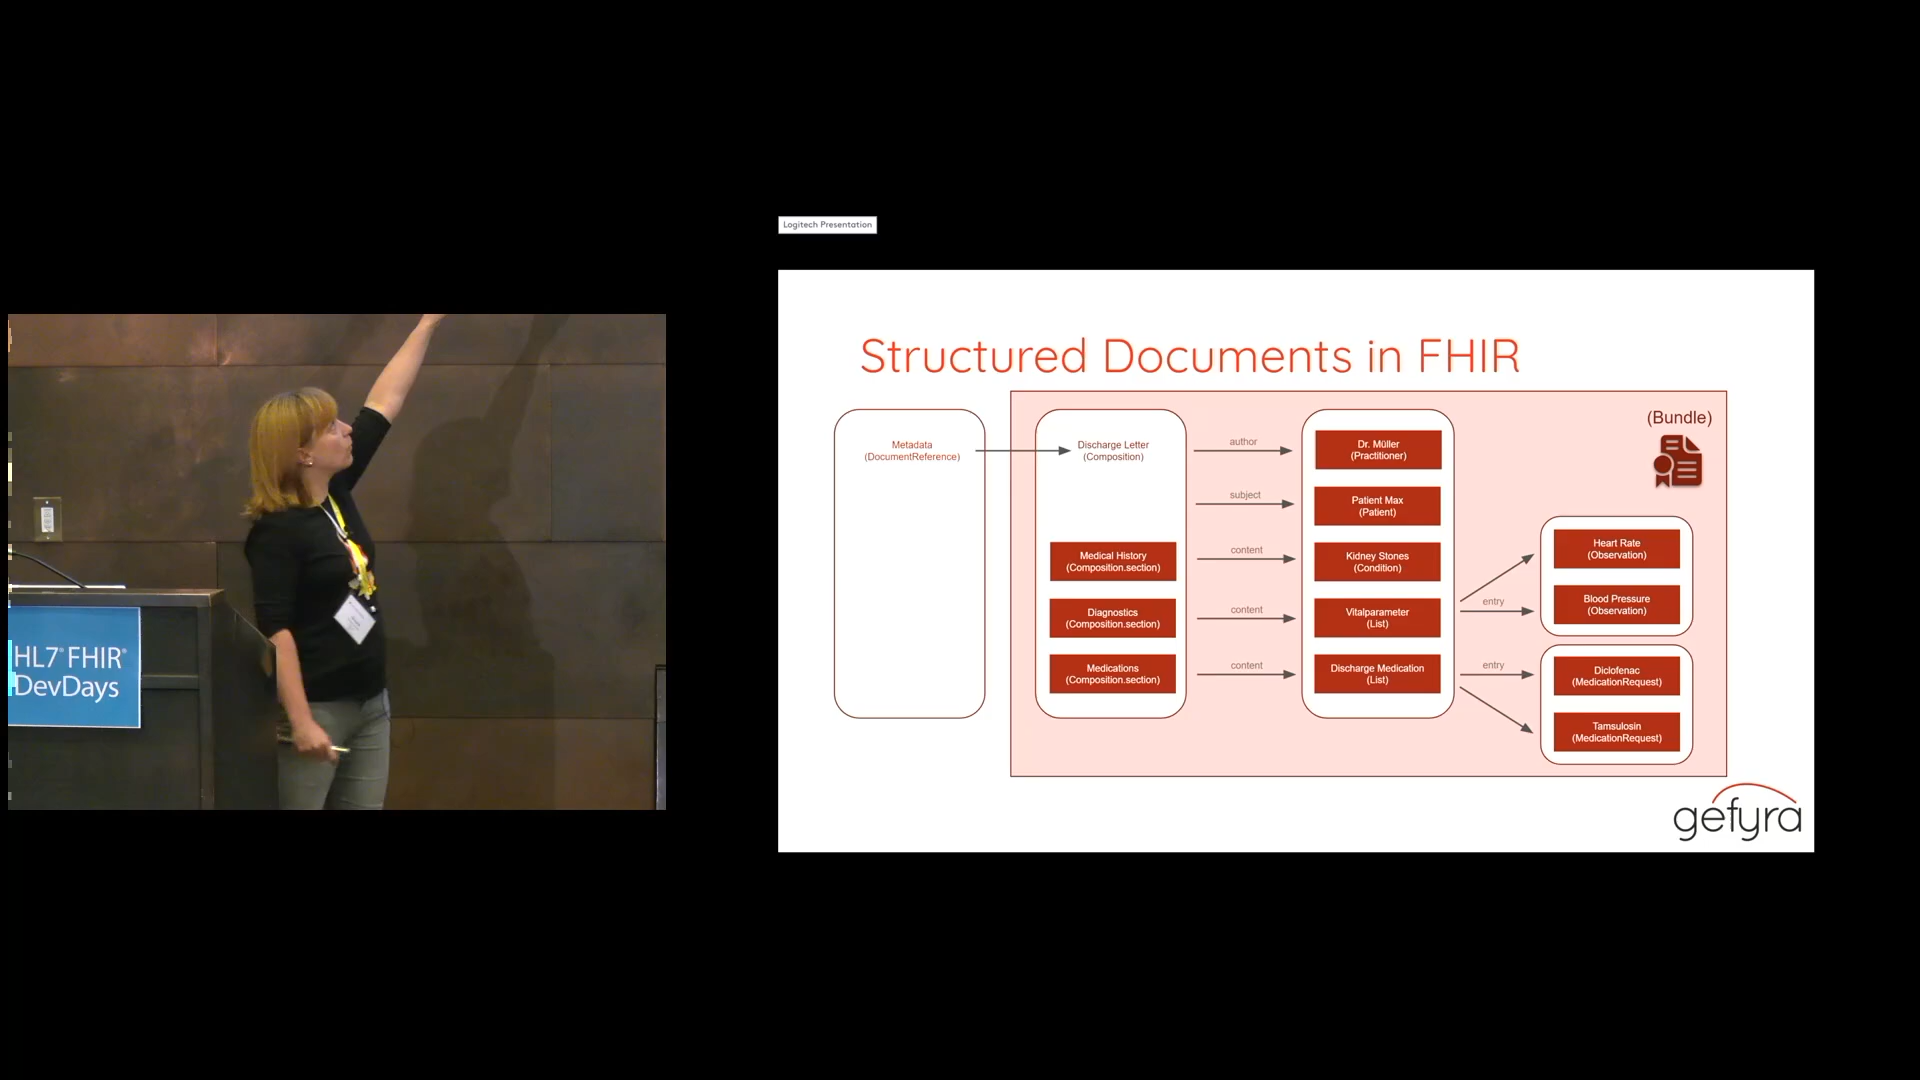 Logitech Presentation
Structured Documents in FHIR
(Bundle)
Metadata
(DocumentReference)
Discharge Letter
(Composition)
author
Dr. Müller
(Practitioner)
subject
Patient Max
(Patient)
Medical History
(Composition.section)
content
Kidney Stones
(Condition)
Heart Rate
(Observation)
Diagnostics
(Composition.section)
content
Vitalparameter
(List)
entry
Blood Pressure
(Observation)
Medications
(Composition.section)
content
Discharge Medication
(List)
entry
Diclofenac
(MedicationRequest)
Tamsulosin
(MedicationRequest)
gefyra
HL7® FHIR®
DevDays